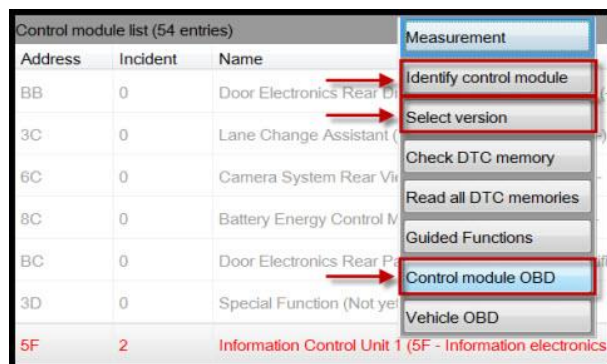 Control module list (54 entries)
Measurement
Address Incident Name
Identify control module
BB 0 Door Electronics Rear
Select version
3C 0 Lane Change Assistant (
Check DTC memory
6C 0 Camera System Rear
Read all DTC memories
8C 0 Battery Energy Control M
Guided Functions
BC 0 Door Electronics Rear
Control module OBD
3D 0 Special Function (Not yet
Vehicle OBD
5F 2 Information Control Unit 1 (5F - Information electronics